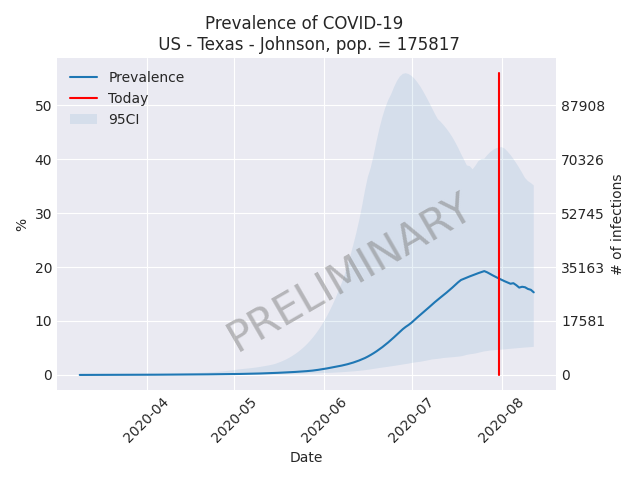 Prevalence of COVID-19
US - Texas - Johnson, pop. = 175817
Prevalence
Today
95CI
50
40
30
20
10
0
%
87908
70326
52745
35163
17581
0
# of infections
PRELIMINARY
2020-04
2020-05
2020-06
2020-07
2020-08
Date